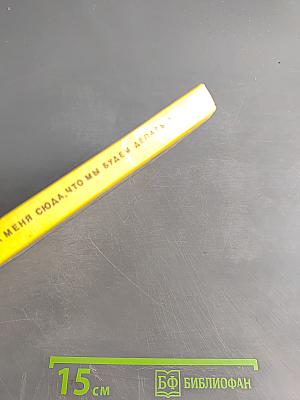 МЕНЯ СЮДА, ЧТО МЫ БУДЕМ ДЕЛАТЬ
15 см
БФ БИБЛИОФАН